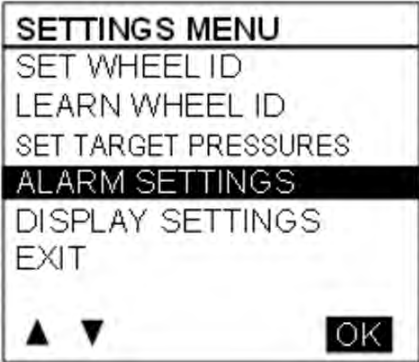 SETTINGS MENU
SET WHEEL ID
LEARN WHEEL ID
SET TARGET PRESSURES
ALARM SETTINGS
DISPLAY SETTINGS
EXIT
OK